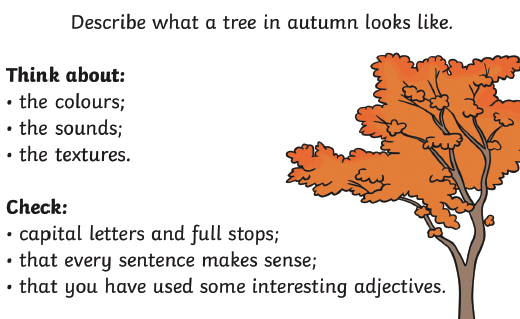 Describe what a tree in autumn looks like.
Think about:
• the colours;
• the sounds;
• the textures.
Check:
• capital letters and full stops;
• that every sentence makes sense;
• that you have used some interesting adjectives.